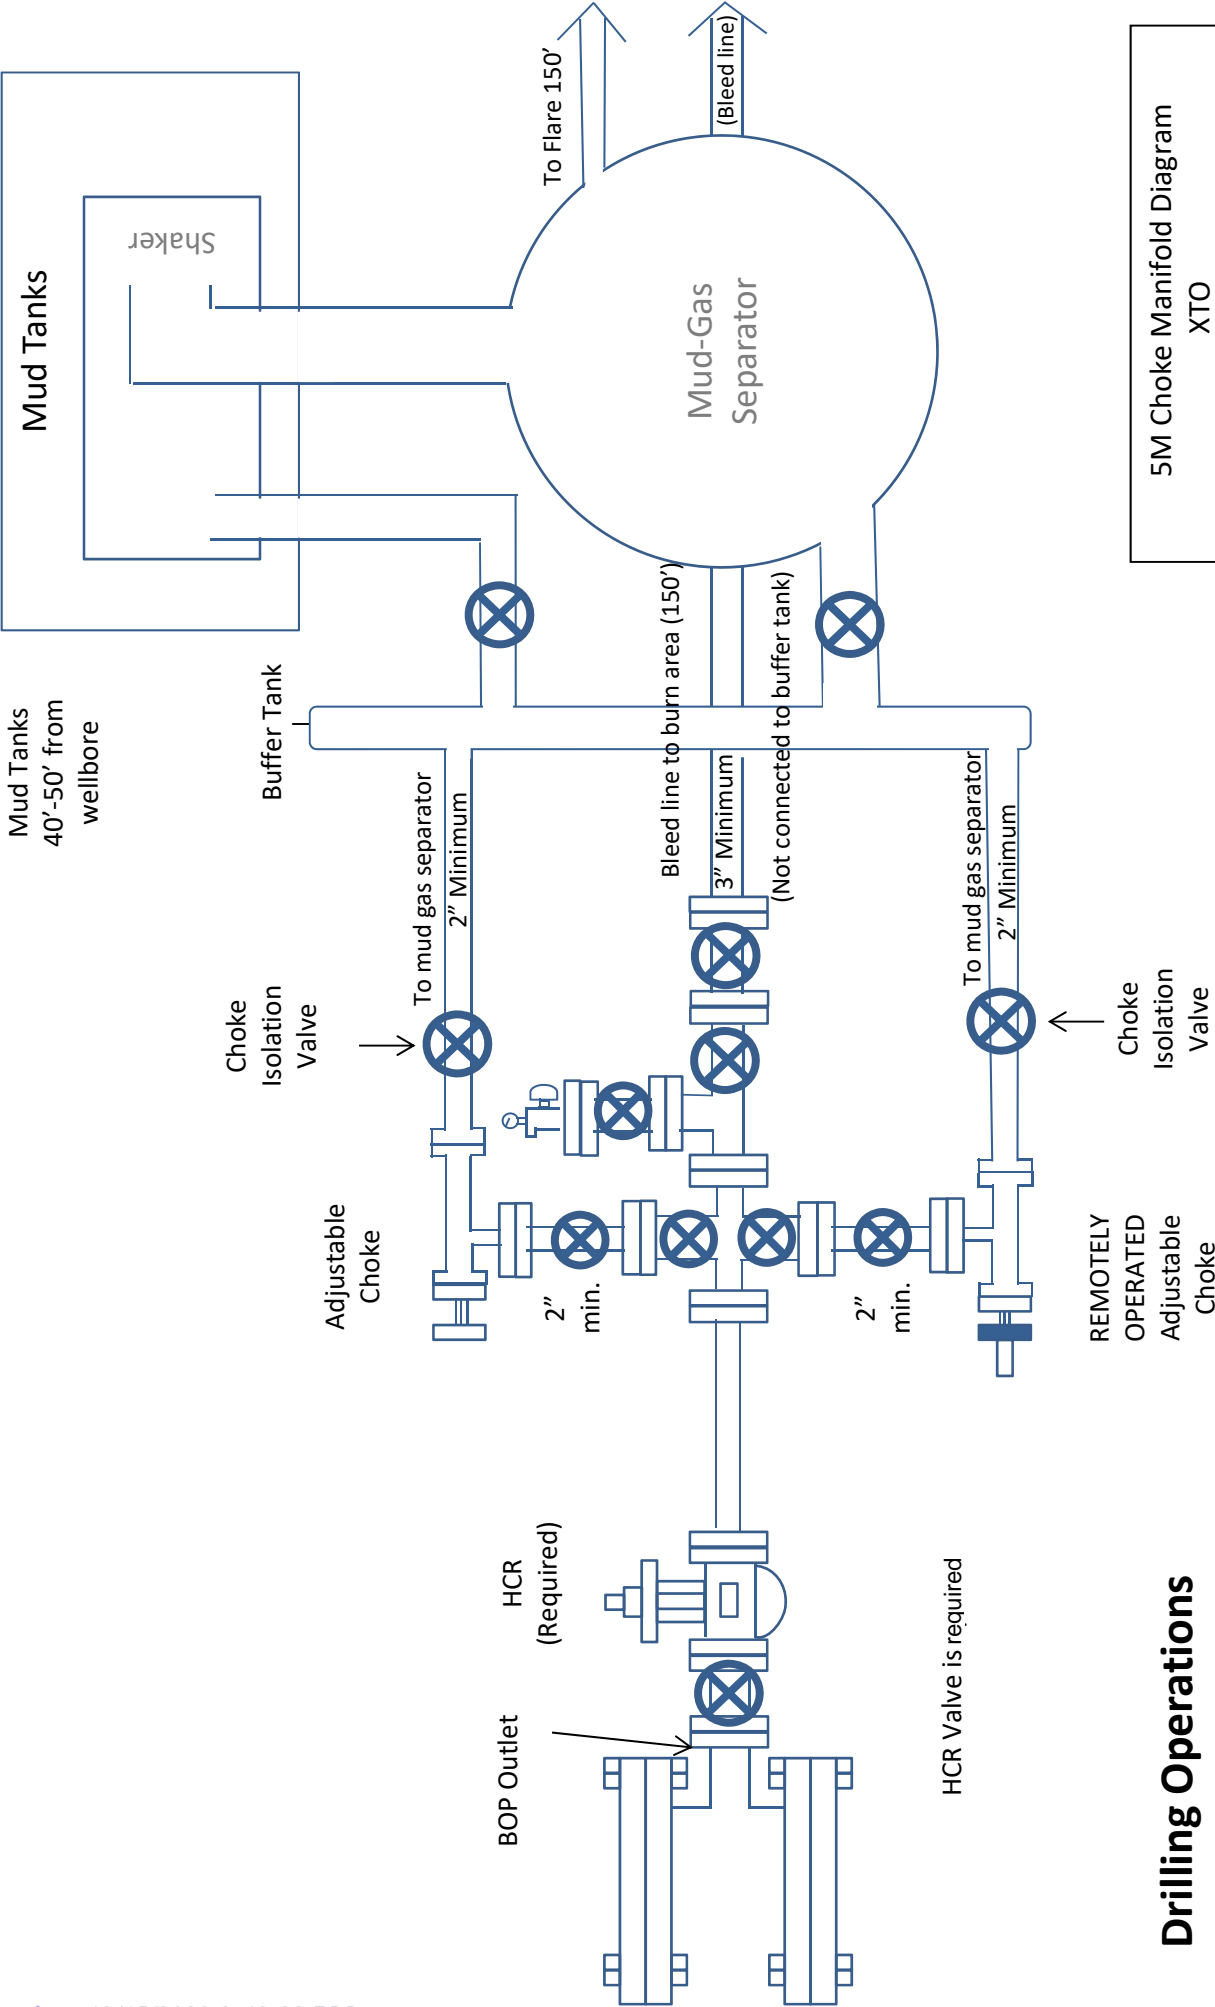 Mud Tanks
40’-50’ from
wellbore
Mud Tanks
Shaker
Buffer Tank
Choke
Isolation
Valve
Adjustable
Choke
To mud gas separator
2” Minimum
To Flare 150’
(Bleed line)
Mud-Gas
Separator
Bleed line to burn area (150’)
3” Minimum
(Not connected to buffer tank)
HCR
(Required)
BOP Outlet
2”
min.
2”
min.
To mud gas separator
2” Minimum
HCR Valve is required
REMOTELY
OPERATED
Adjustable
Choke
Choke
Isolation
Valve
Drilling Operations
5M Choke Manifold Diagram
XTO